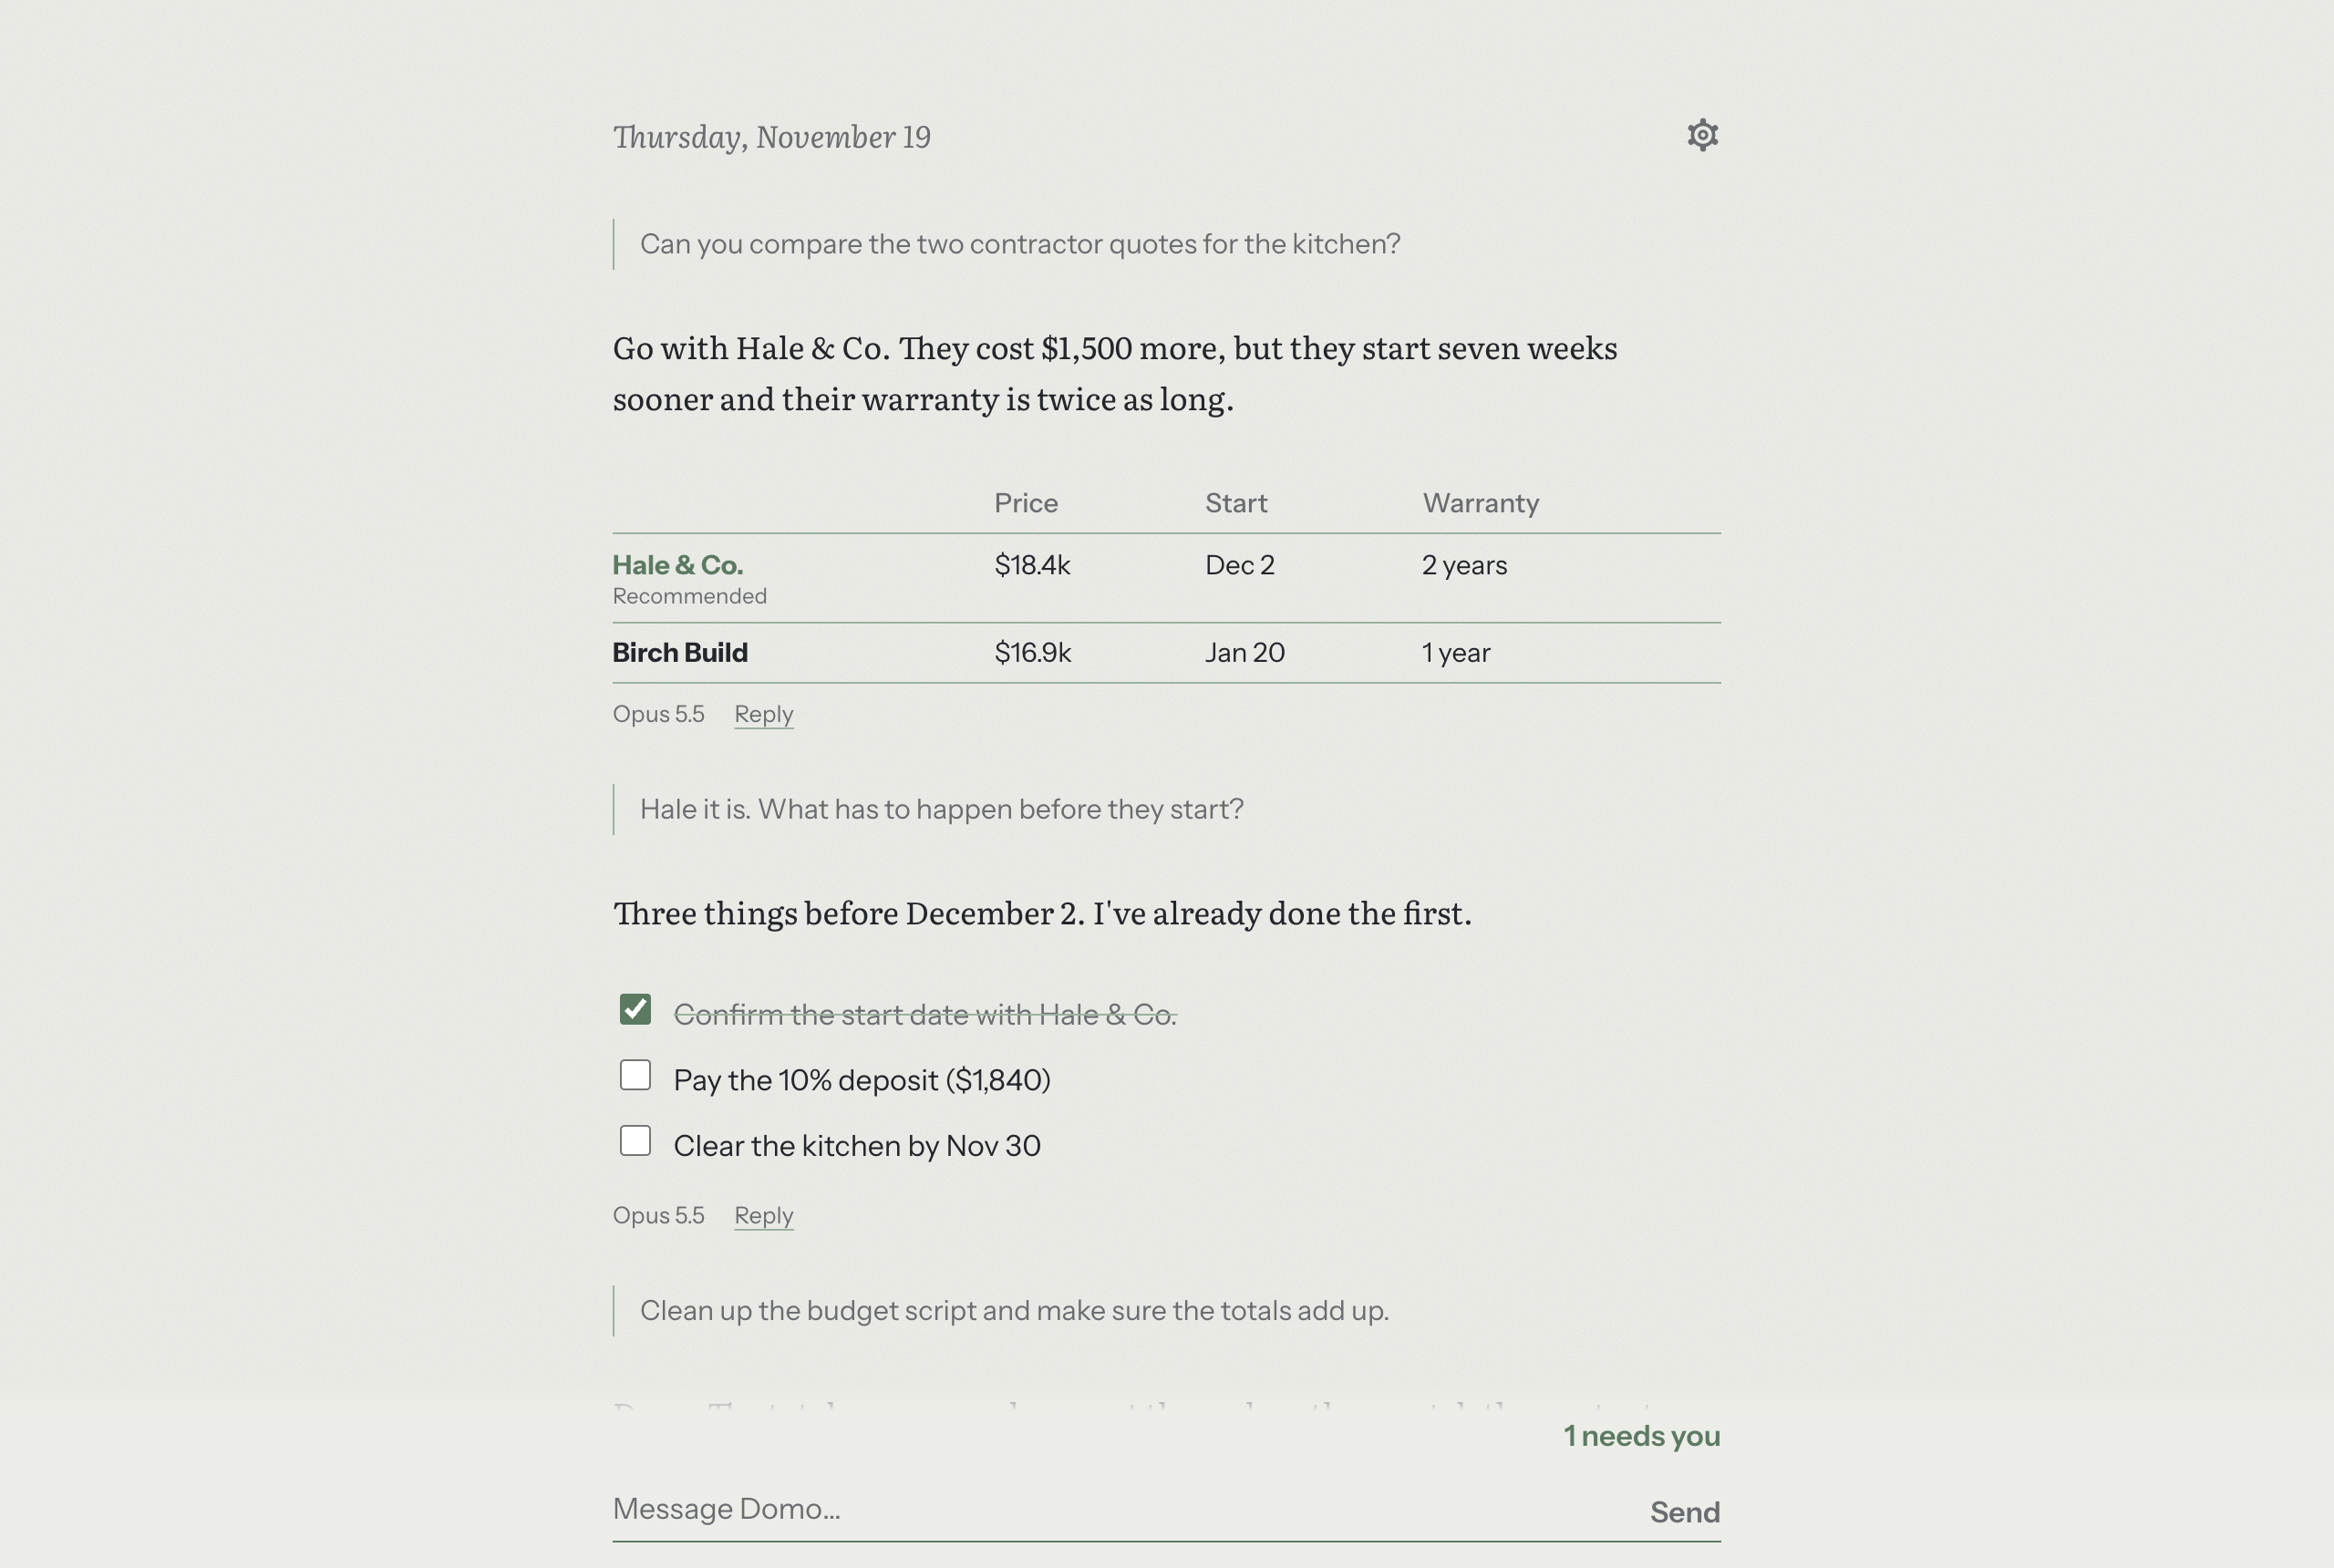 Thursday, November 19
Can you compare the two contractor quotes for the kitchen?
Go with Hale & Co. They cost $1,500 more, but they start seven weeks
sooner and their warranty is twice as long.
Price Start Warranty
Hale & Co. $18.4k Dec 2 2 years
Recommended
Birch Build $16.9k Jan 20 1 year
Opus 5.5 Reply
Hale it is. What has to happen before they start?
Three things before December 2. I've already done the first.
Confirm the start date with Hale & Co.
Pay the 10% deposit ($1,840)
Clear the kitchen by Nov 30
Opus 5.5 Reply
Clean up the budget script and make sure the totals add up.
1 needs you
Message Domo...
Send